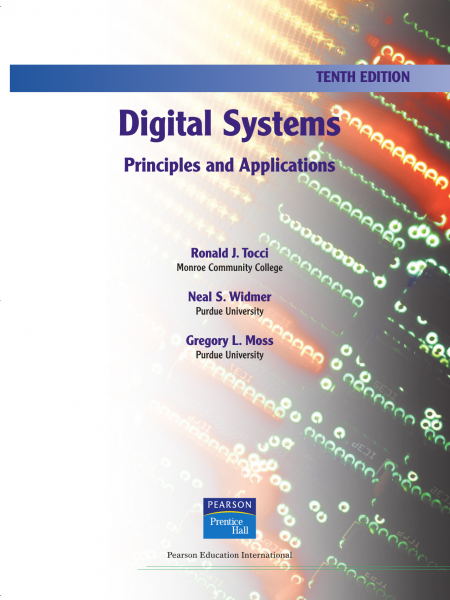 TENTH EDITION
Digital Systems
Principles and Applications
Ronald J. Tocci
Monroe Community College
Neal S. Widmer
Purdue University
Gregory L. Moss
Purdue University
PEARSON
Prentice
Hall
Pearson Education International